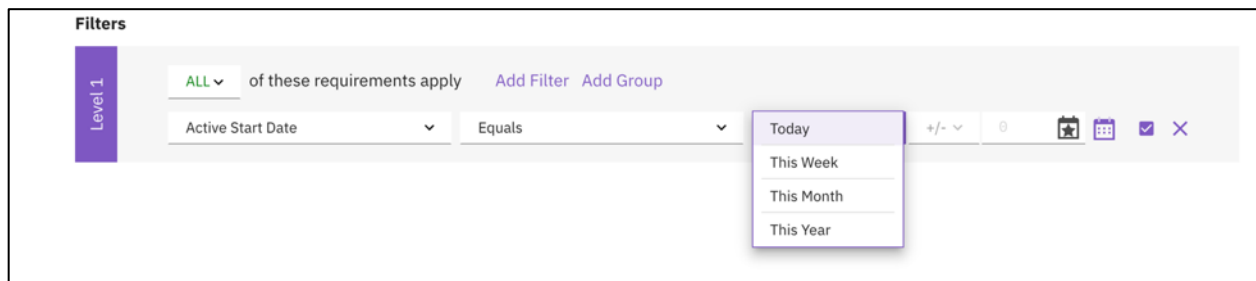 Filters
Level 1
ALL of these requirements apply Add Filter Add Group
Active Start Date Equals Today +/- 0
This Week
This Month
This Year